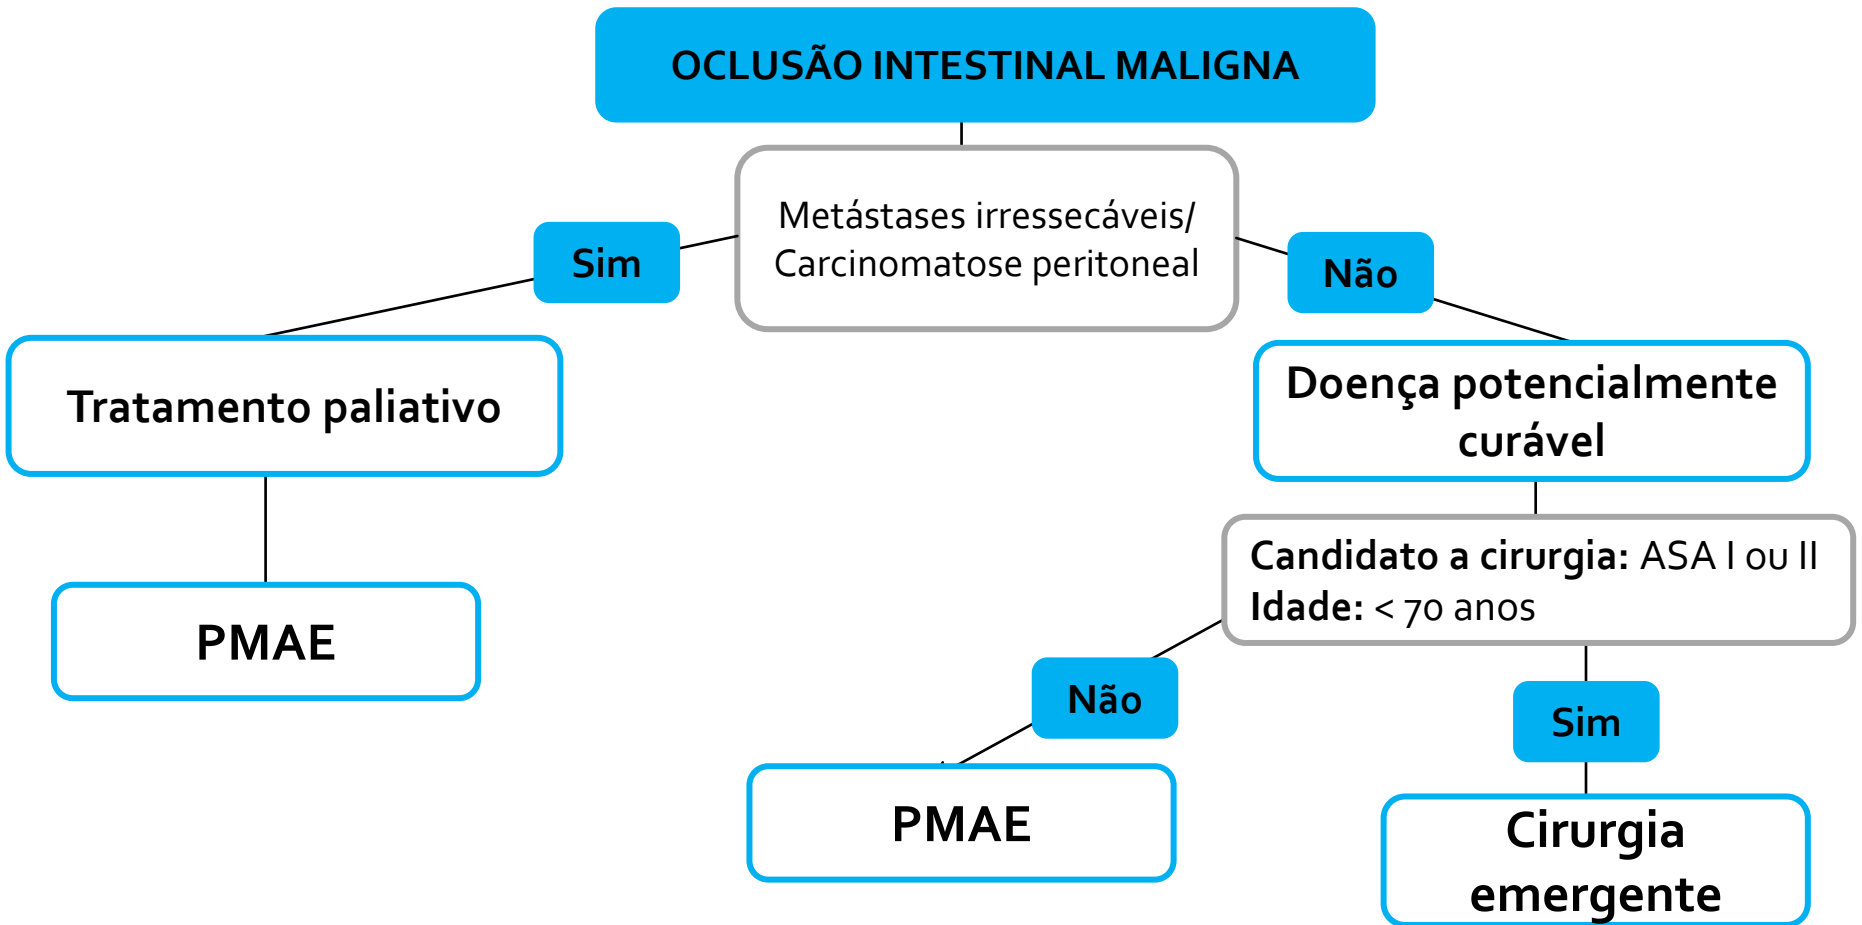 OCLUSÃO INTESTINAL MALIGNA
Metástases irressecáveis/
Carcinomatose peritoneal
Sim
Não
Tratamento paliativo
Doença potencialmente
curável
PMAE
Candidato a cirurgia: ASA I ou II
Idade: < 70 anos
Não
Sim
PMAE
Cirurgia
emergente